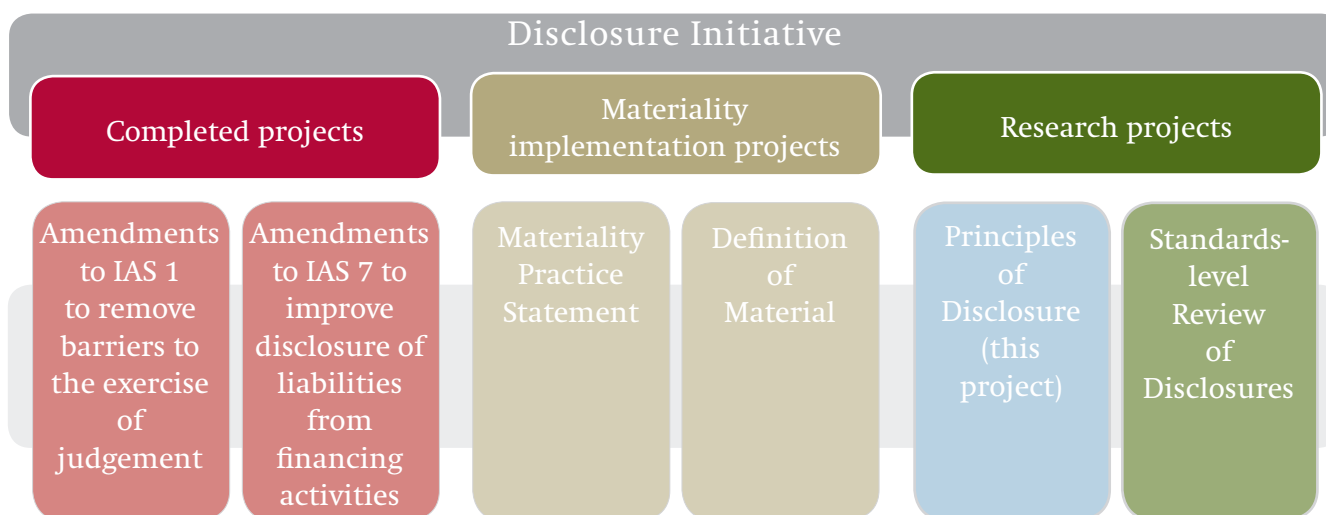 Disclosure Initiative
Completed projects
Materiality
implementation projects
Research projects
Amendments
to IAS 1
to remove
barriers to
the exercise
of
judgement
Amendments
to IAS 7 to
improve
disclosure of
liabilities
from
financing
activities
Materiality
Practice
Statement
Definition
of
Material
Principles
of
Disclosure
(this
project)
Standards-
level
Review
of
Disclosures